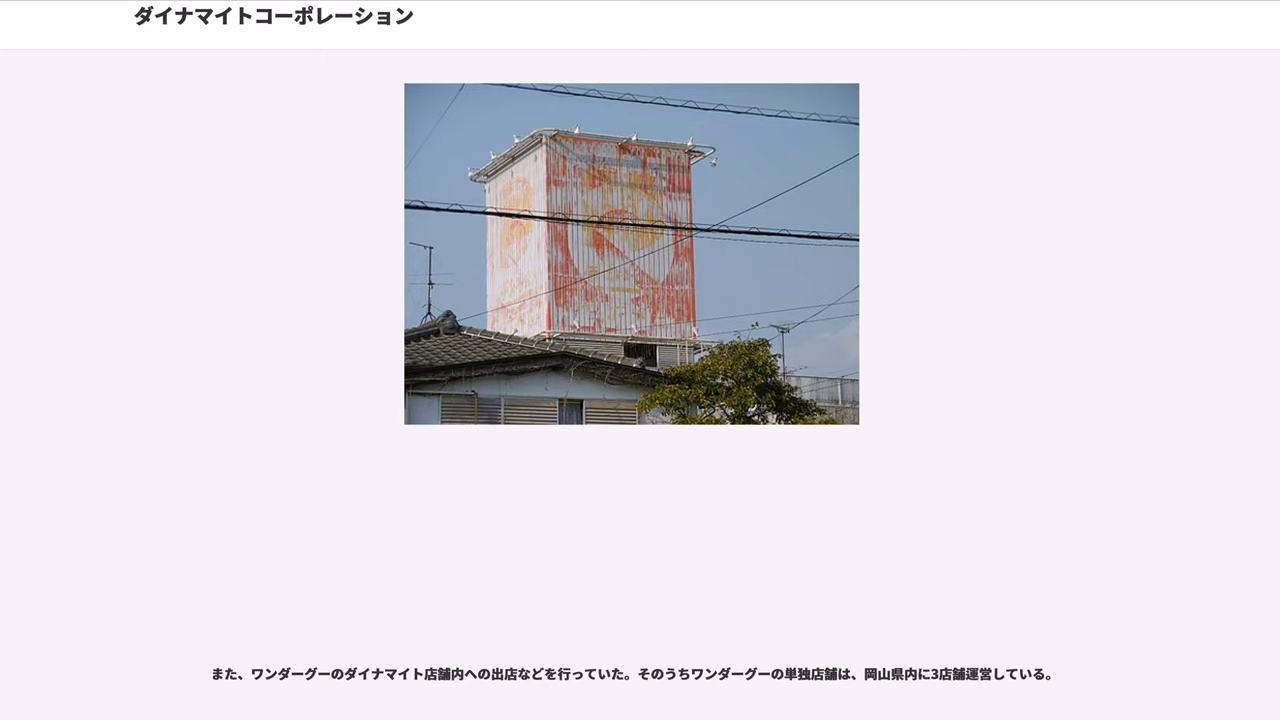 ダイナマイトコーポレーション
また、ワンダーグーのダイナマイト店舗内への出店などを行っていた。そのうちワンダーグーの単独店舗は、岡山県内に3店舗運営している。